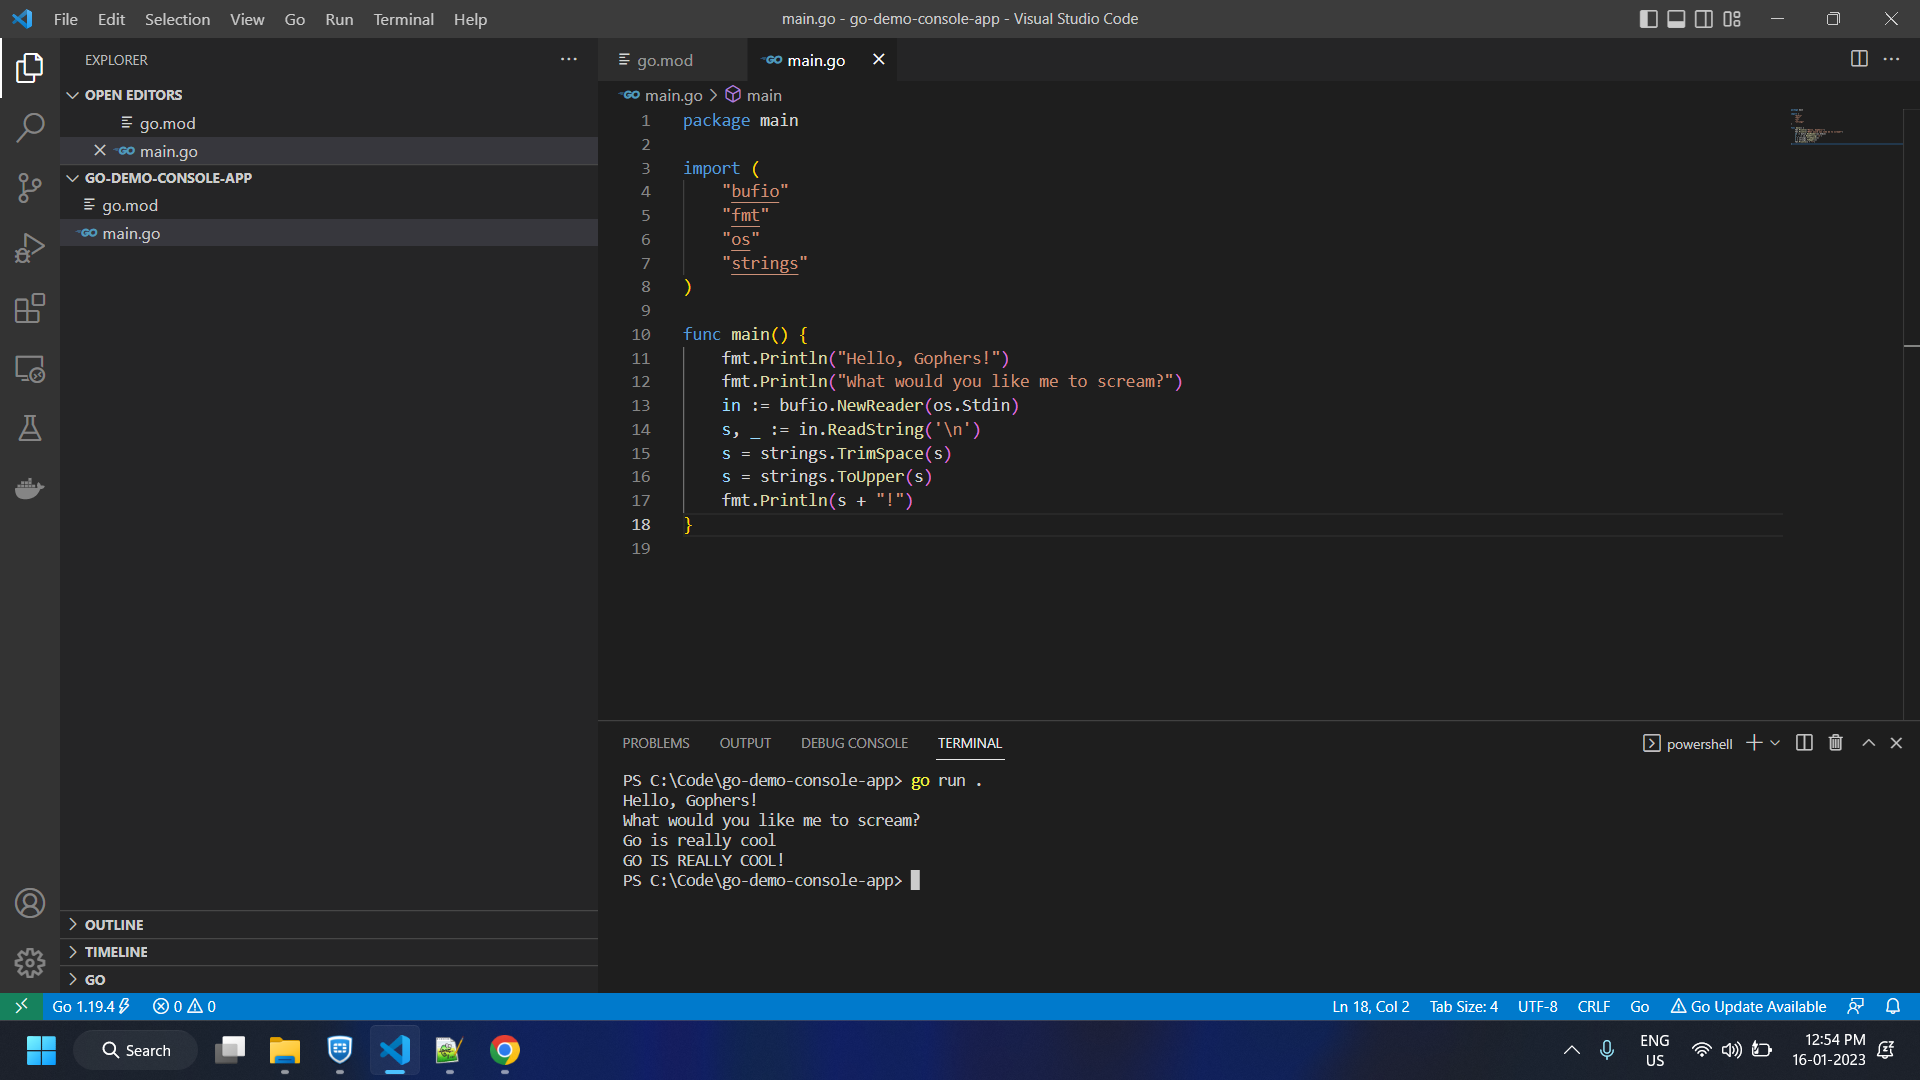 File Edit Selection View Go Run Terminal Help
main.go - go-demo-console-app - Visual Studio Code
EXPLORER
OPEN EDITORS
go.mod
GO main.go
GO-DEMO-CONSOLE-APP
go.mod
GO main.go
OUTLINE
TIMELINE
GO
go.mod
GO main.go
GO main.go > main
1 package main
2
3 import (
4 "bufio"
5 "fmt"
6 "os"
7 "strings"
8 )
9
10 func main() {
11 fmt.Println("Hello, Gophers!")
12 fmt.Println("What would you like me to scream?")
13 in := bufio.NewReader(os.Stdin)
14 s, _ := in.ReadString('\n')
15 s = strings.TrimSpace(s)
16 s = strings.ToUpper(s)
17 fmt.Println(s + "!")
18 }
19
PROBLEMS OUTPUT DEBUG CONSOLE TERMINAL
powershell
PS C:\Code\go-demo-console-app> go run .
Hello, Gophers!
What would you like me to scream?
Go is really cool
GO IS REALLY COOL!
PS C:\Code\go-demo-console-app>
Go 1.19.4 0 0
Ln 18, Col 2 Tab Size: 4 UTF-8 CRLF Go Go Update Available
Search
ENG
US
12:54 PM
16-01-2023